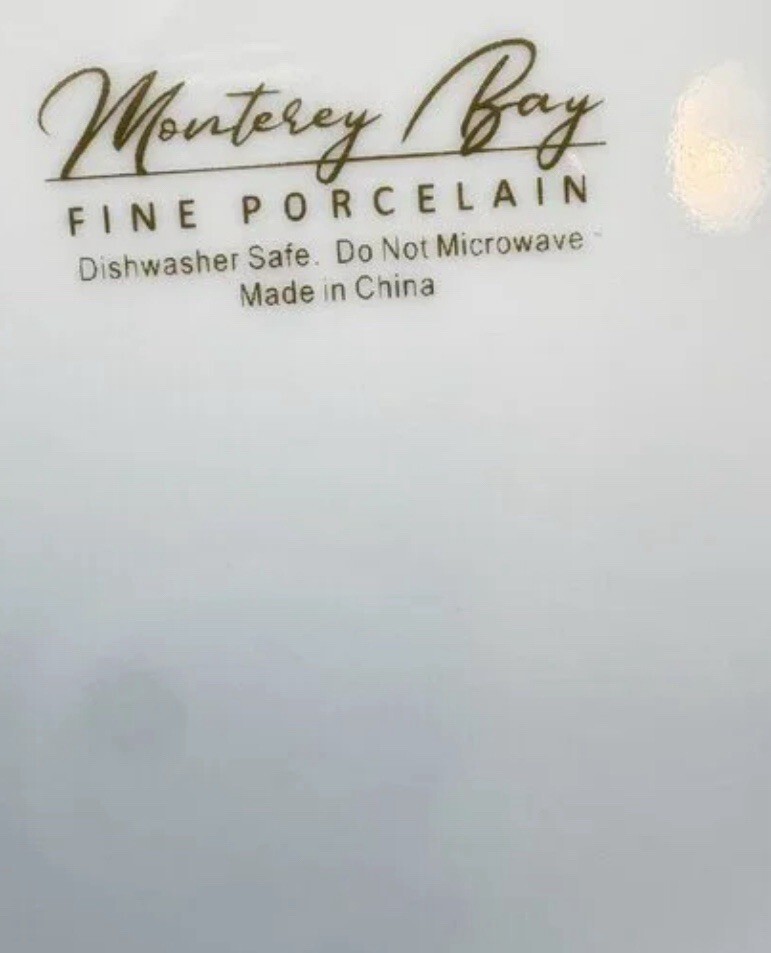 Monterey Bay
FINE PORCELAIN
Dishwasher Safe. Do Not Microwave
Made in China